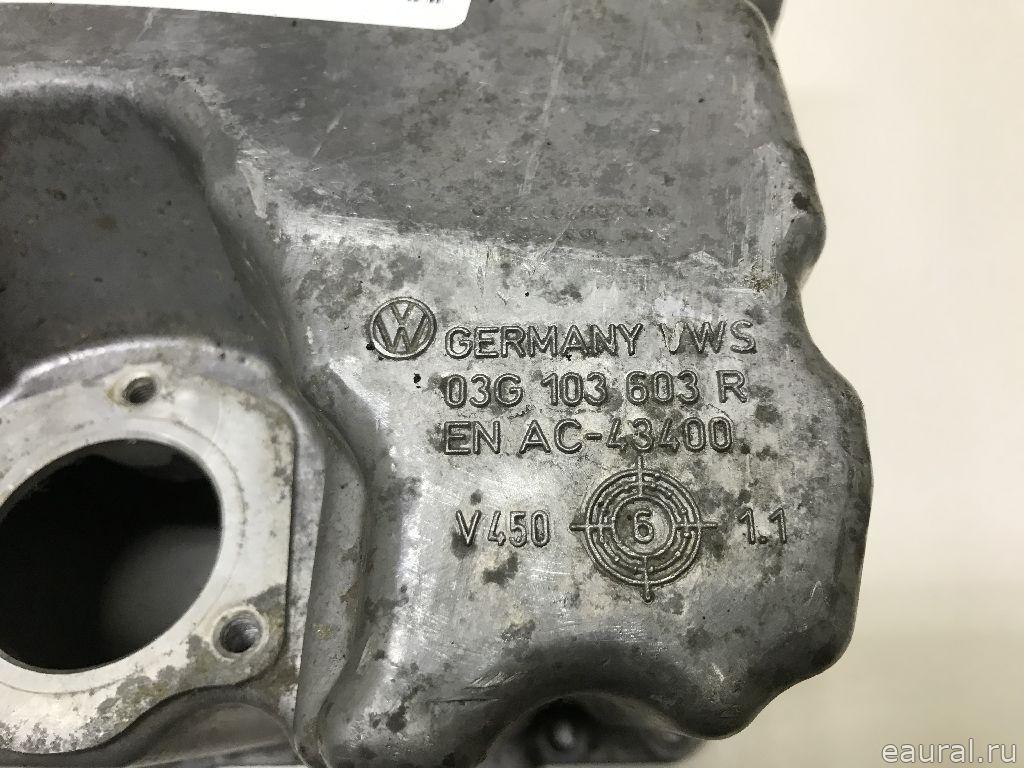 GERMANY VWS
03G 103 603 R
EN AC-43400
V450 6 1.1
eaural.ru